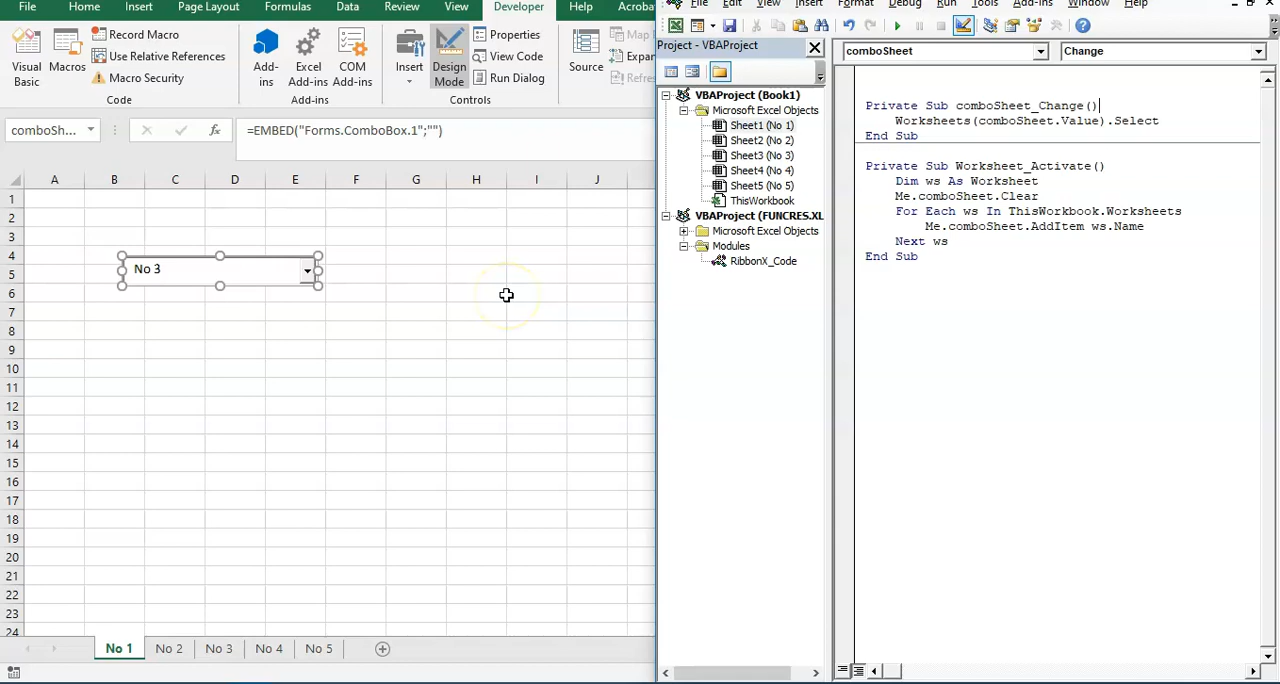 File Home Insert Page Layout Formulas Data Review View Developer Help Acroba
Visual Basic
Macros
Record Macro
Use Relative References
Macro Security
Code
Add-ins
Excel Add-ins
COM Add-ins
Add-ins
Insert
Design Mode
Properties
View Code
Run Dialog
Controls
Source
Map
Expan
Refre
comboSh...
fx
=EMBED("Forms.ComboBox.1";"")
A B C D E F G H I J
1
2
3
4
5
6
7
8
9
10
11
12
13
14
15
16
17
18
19
20
21
22
23
24
No 3
No 1 No 2 No 3 No 4 No 5
File Edit View Insert Format Debug Run Tools Add-Ins Window Help
Project - VBAProject
VBAProject (Book1)
Microsoft Excel Objects
Sheet1 (No 1)
Sheet2 (No 2)
Sheet3 (No 3)
Sheet4 (No 4)
Sheet5 (No 5)
ThisWorkbook
VBAProject (FUNCRES.XL
Microsoft Excel Objects
Modules
RibbonX_Code
comboSheet
Change
Private Sub comboSheet_Change()
Worksheets(comboSheet.Value).Select
End Sub
Private Sub Worksheet_Activate()
Dim ws As Worksheet
Me.comboSheet.Clear
For Each ws In ThisWorkbook.Worksheets
Me.comboSheet.AddItem ws.Name
Next ws
End Sub